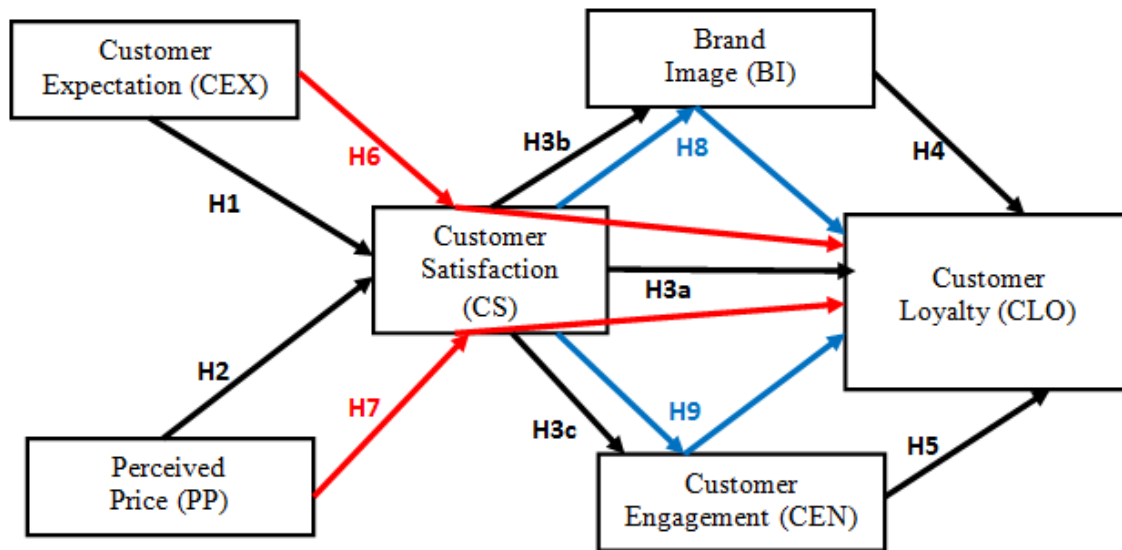 Customer
Expectation (CEX)
Brand
Image (BI)
H3b
H8
H4
H6
H1
Customer
Satisfaction
(CS)
H3a
Customer
Loyalty (CLO)
H2
H7
H3c
H9
H5
Perceived
Price (PP)
Customer
Engagement (CEN)